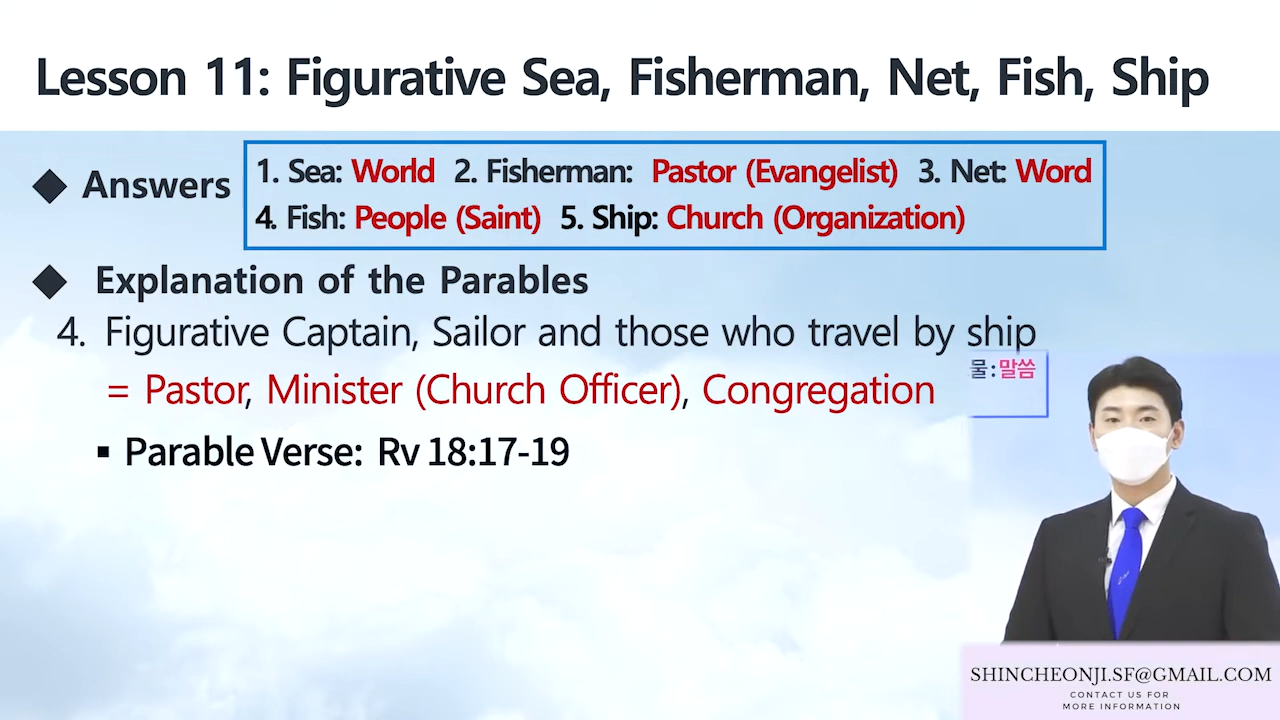 Lesson 11: Figurative Sea, Fisherman, Net, Fish, Ship
◆ Answers
1. Sea: World 2. Fisherman: Pastor (Evangelist) 3. Net: Word
4. Fish: People (Saint) 5. Ship: Church (Organization)
◆ Explanation of the Parables
4. Figurative Captain, Sailor and those who travel by ship
= Pastor, Minister (Church Officer), Congregation
▪ Parable Verse: Rv 18:17-19
물:말씀
SHINCHEONJI.SF@GMAIL.COM
CONTACT US FOR
MORE INFORMATION